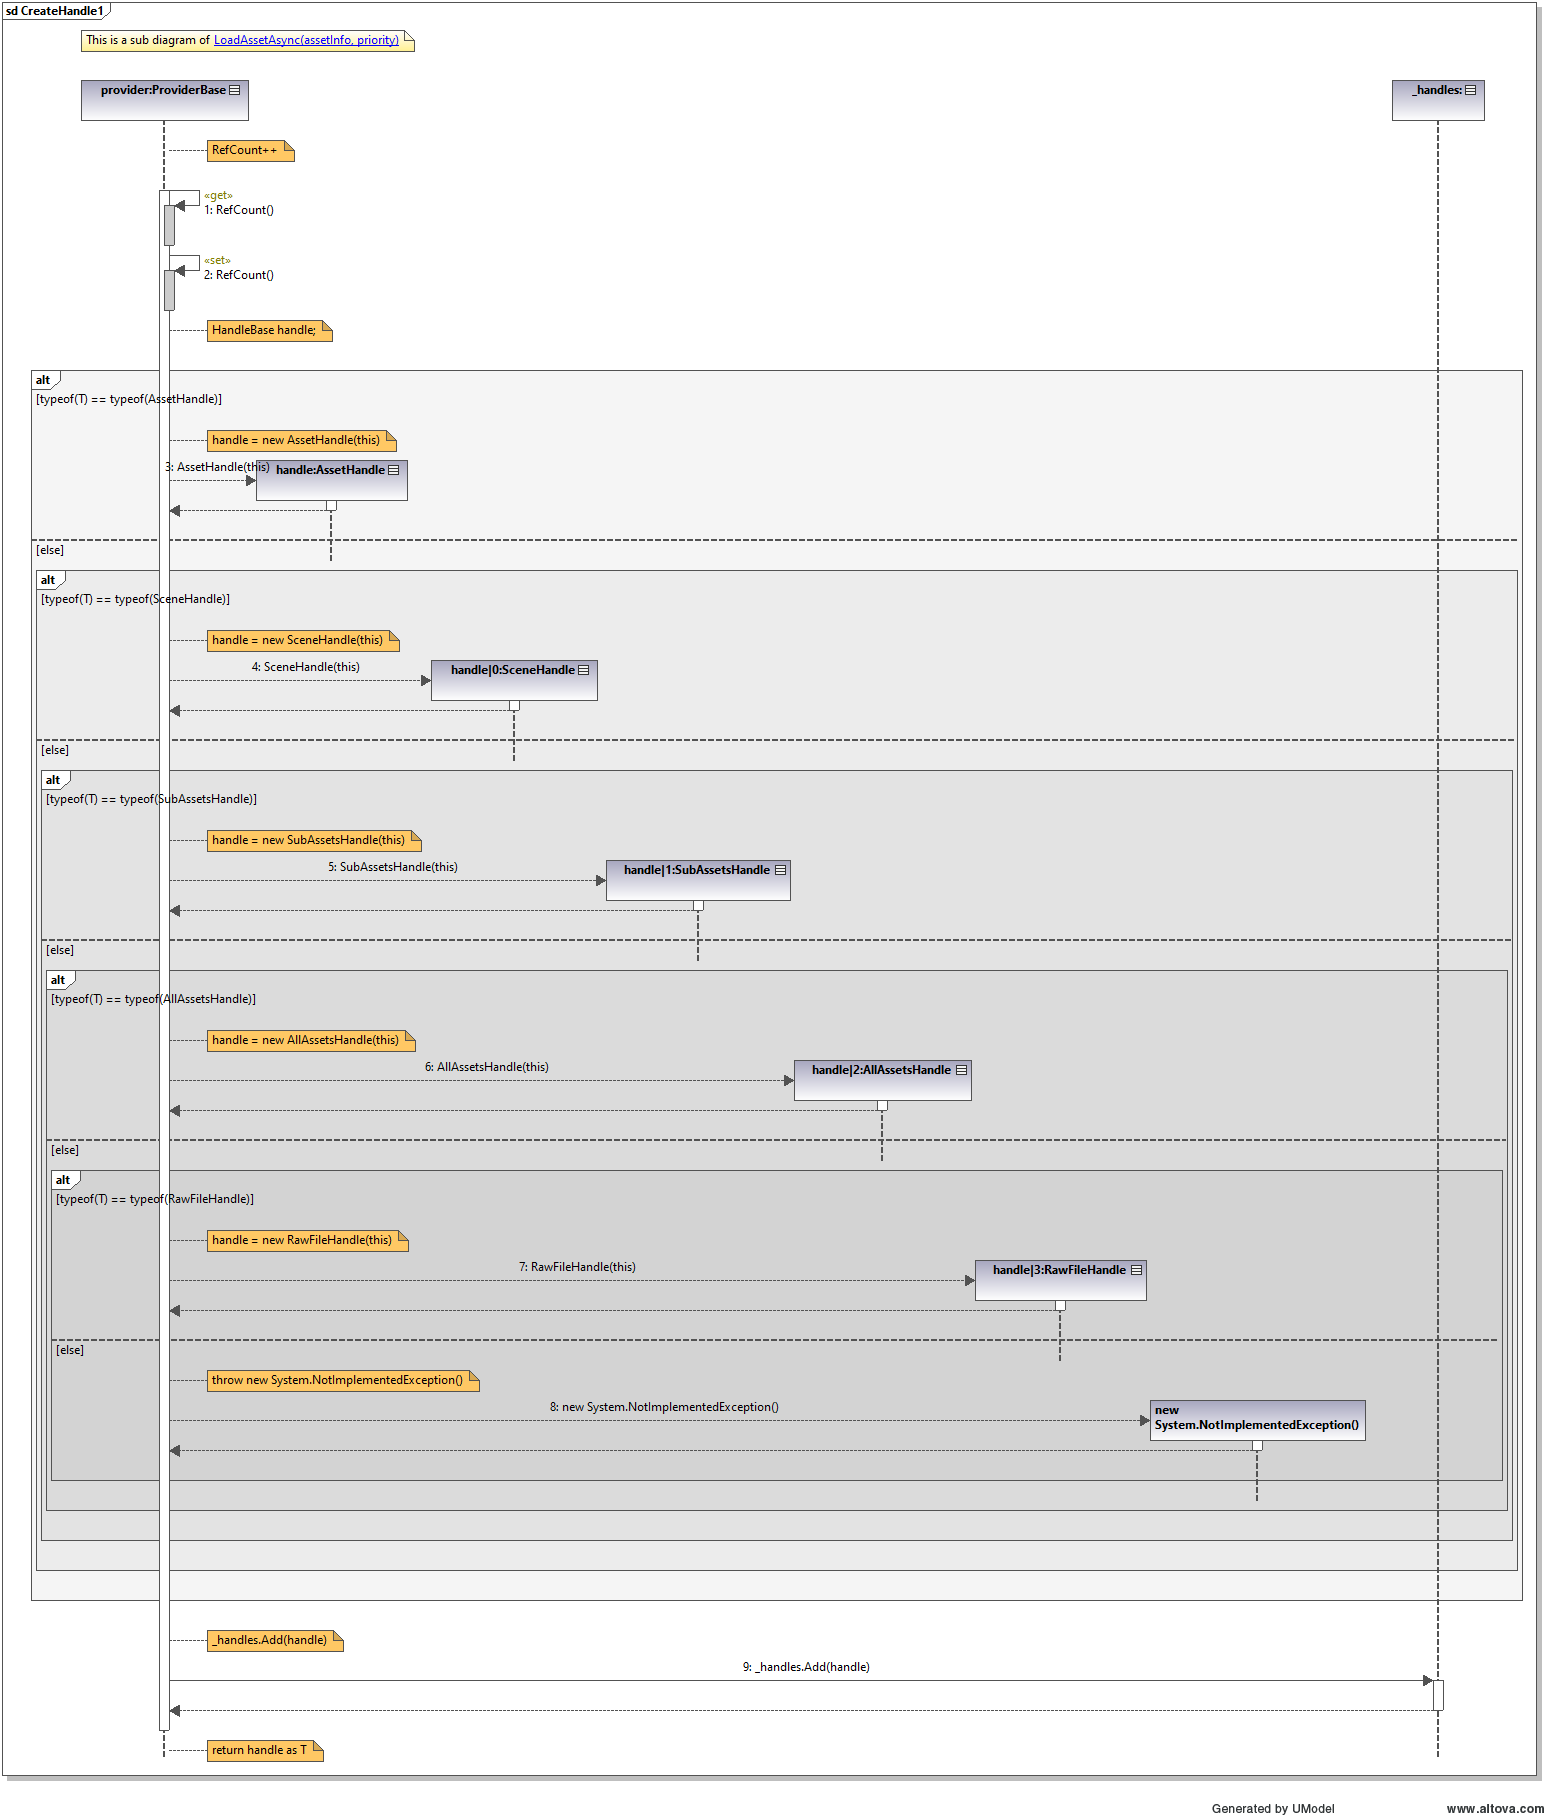 sd CreateHandle1
This is a sub diagram of LoadAssetAsync(assetInfo, priority)
provider:ProviderBase
_handles:
RefCount++
«get»
1: RefCount()
«set»
2: RefCount()
HandleBase handle;
alt
[typeof(T) == typeof(AssetHandle)]
handle = new AssetHandle(this)
3: AssetHandle(this)
handle:AssetHandle
[else]
alt
[typeof(T) == typeof(SceneHandle)]
handle = new SceneHandle(this)
4: SceneHandle(this)
handle|0:SceneHandle
[else]
alt
[typeof(T) == typeof(SubAssetsHandle)]
handle = new SubAssetsHandle(this)
5: SubAssetsHandle(this)
handle|1:SubAssetsHandle
[else]
alt
[typeof(T) == typeof(AllAssetsHandle)]
handle = new AllAssetsHandle(this)
6: AllAssetsHandle(this)
handle|2:AllAssetsHandle
[else]
alt
[typeof(T) == typeof(RawFileHandle)]
handle = new RawFileHandle(this)
7: RawFileHandle(this)
handle|3:RawFileHandle
[else]
throw new System.NotImplementedException()
8: new System.NotImplementedException()
new
System.NotImplementedException()
_handles.Add(handle)
9: _handles.Add(handle)
return handle as T
Generated by UModel
www.altova.com